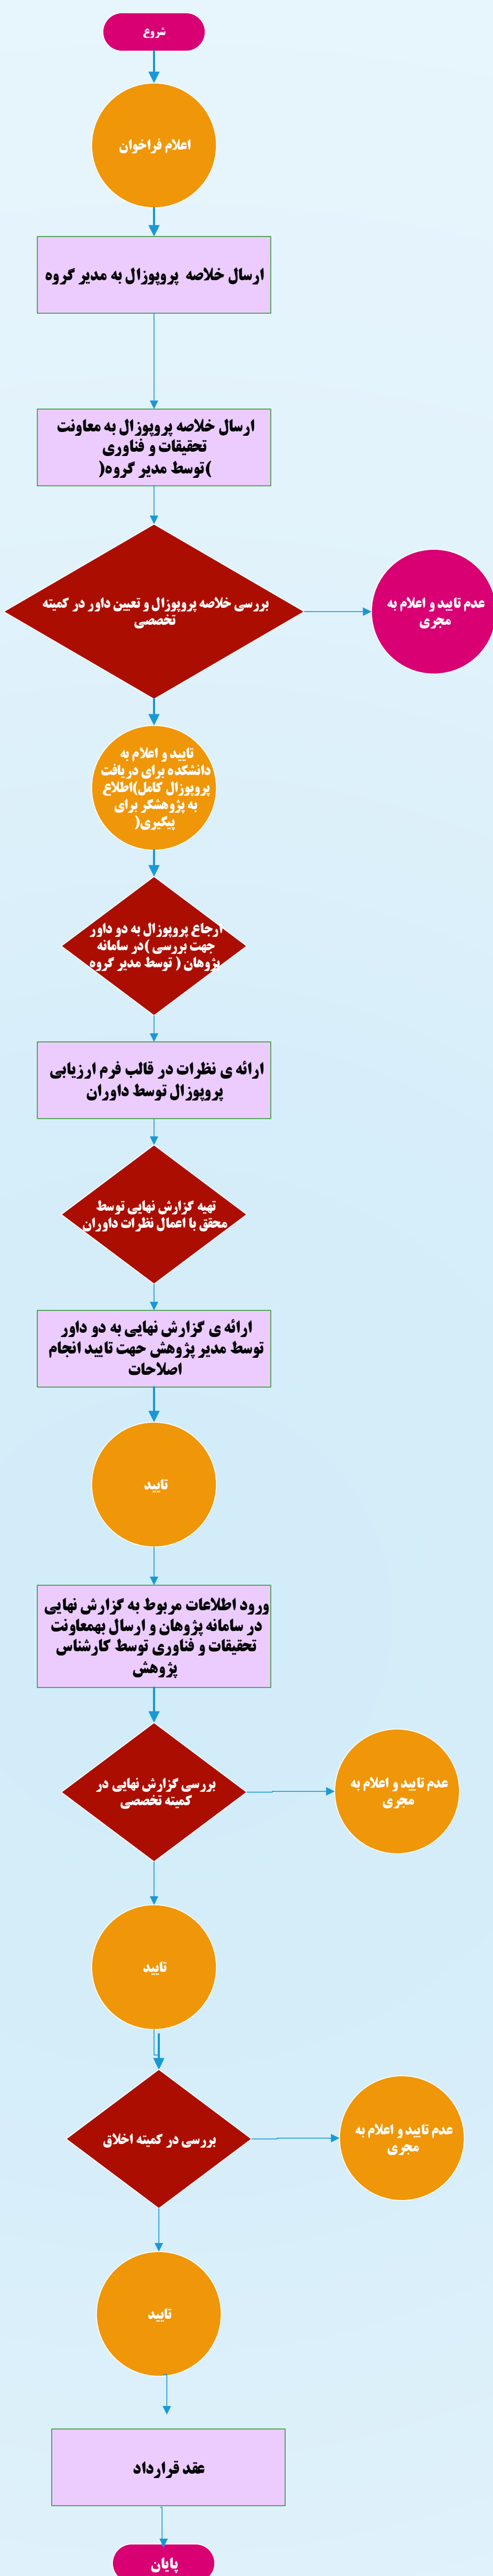 شروع
اعلام فراخوان
ارسال خلاصه پروپوزال به مدیر گروه
ارسال خلاصه پروپوزال به معاونت
تحقیقات و فناوری
)توسط مدیر گروه(
بررسی خلاصه پروپوزال و تعیین داور در کمیته
تخصصی
عدم تایید و اعلام به
مجری
تایید و اعلام به
دانشکده برای دریافت
پروپوزال کامل)اطلاع
به پژوهشگر برای
پیگیری(
ارجاع پروپوزال به دو داور
جهت بررسی )در سامانه
پژوهان ( توسط مدیر گروه
ارائه ی نظرات در قالب فرم ارزیابی
پروپوزال توسط داوران
تهیه گزارش نهایی توسط
محقق با اعمال نظرات داوران
ارائه ی گزارش نهایی به دو داور
توسط مدیر پژوهش جهت تایید انجام
اصلاحات
تایید
ورود اطلاعات مربوط به گزارش نهایی
در سامانه پژوهان و ارسال بهمعاونت
تحقیقات و فناوری توسط کارشناس
پژوهش
بررسی گزارش نهایی در
کمیته تخصصی
عدم تایید و اعلام به
مجری
تایید
بررسی در کمیته اخلاق
عدم تایید و اعلام به
مجری
تایید
عقد قرارداد
پایان